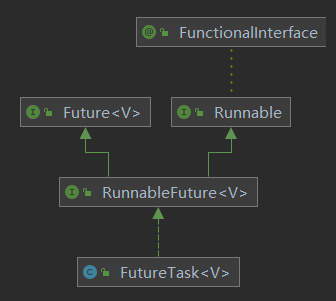 @ FunctionalInterface
I Future<V>
I Runnable
I RunnableFuture<V>
C FutureTask<V>